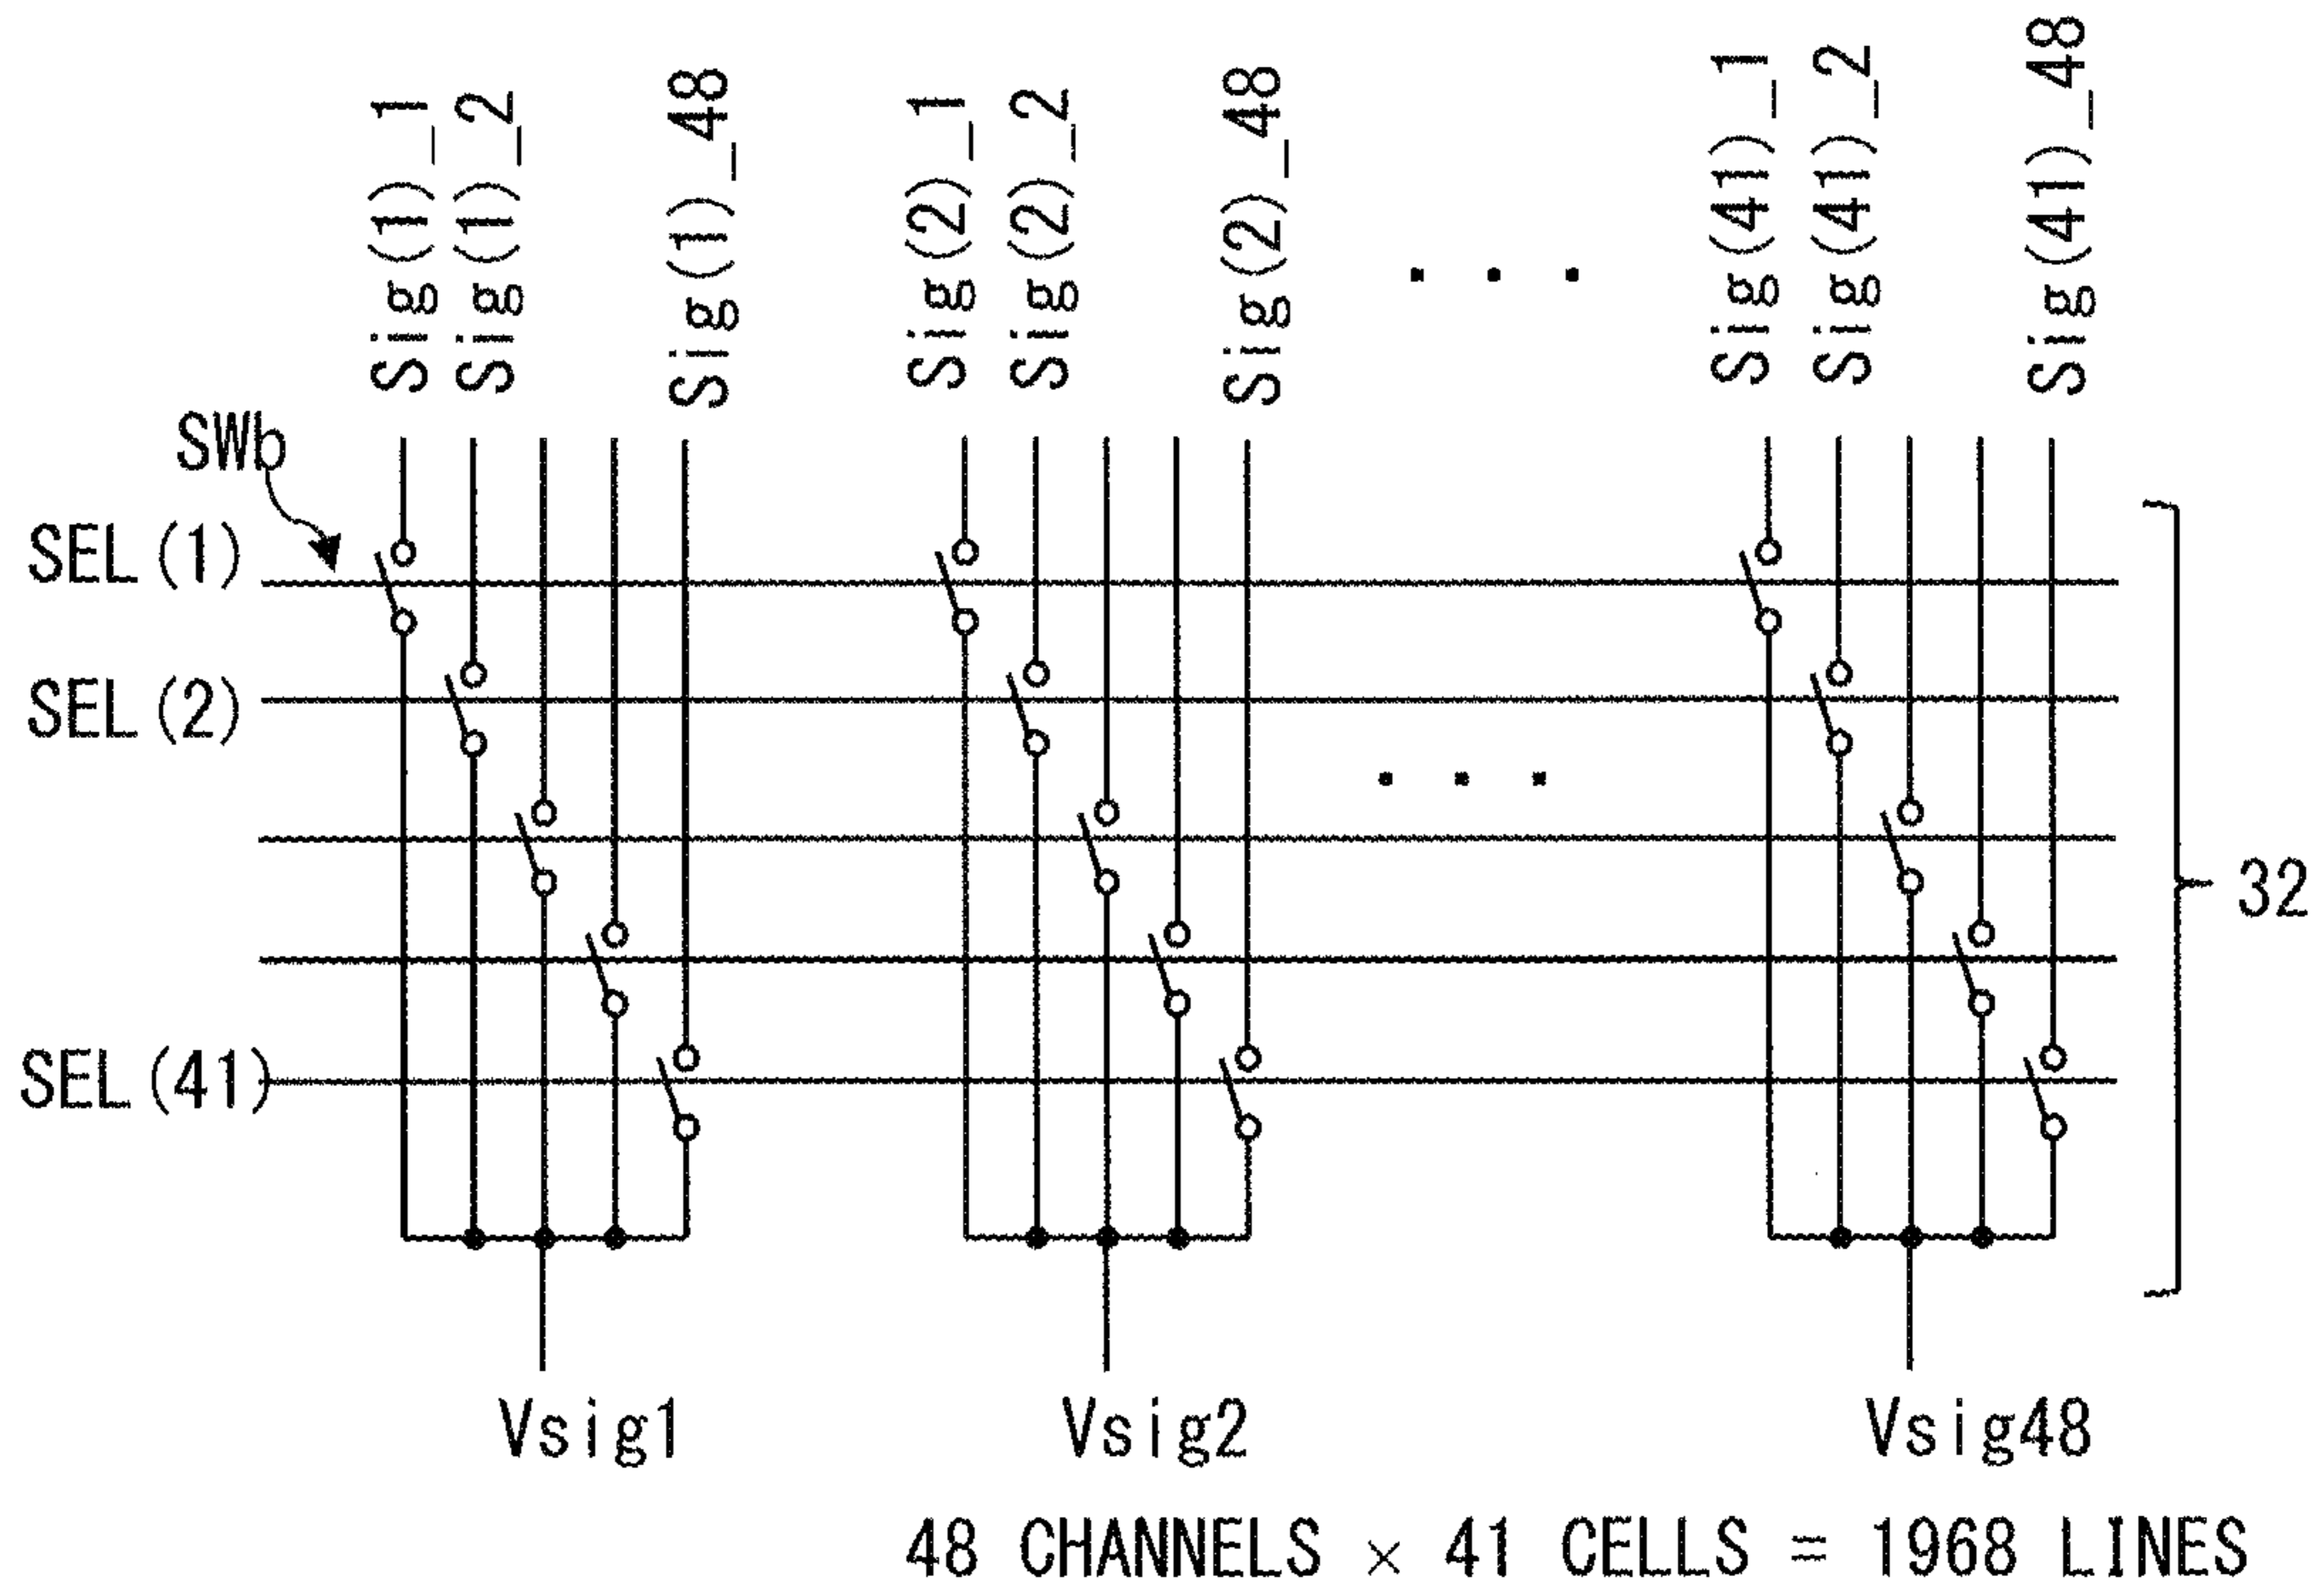 Sig(1)_1
Sig(1)_2
Sig(1)_48
Sig(2)_1
Sig(2)_2
Sig(2)_48
. . .
Sig(41)_1
Sig(41)_2
Sig(41)_48
SWb
SEL(1)
SEL(2)
. . .
32
SEL(41)
Vsig1
Vsig2
Vsig48
48 CHANNELS × 41 CELLS = 1968 LINES